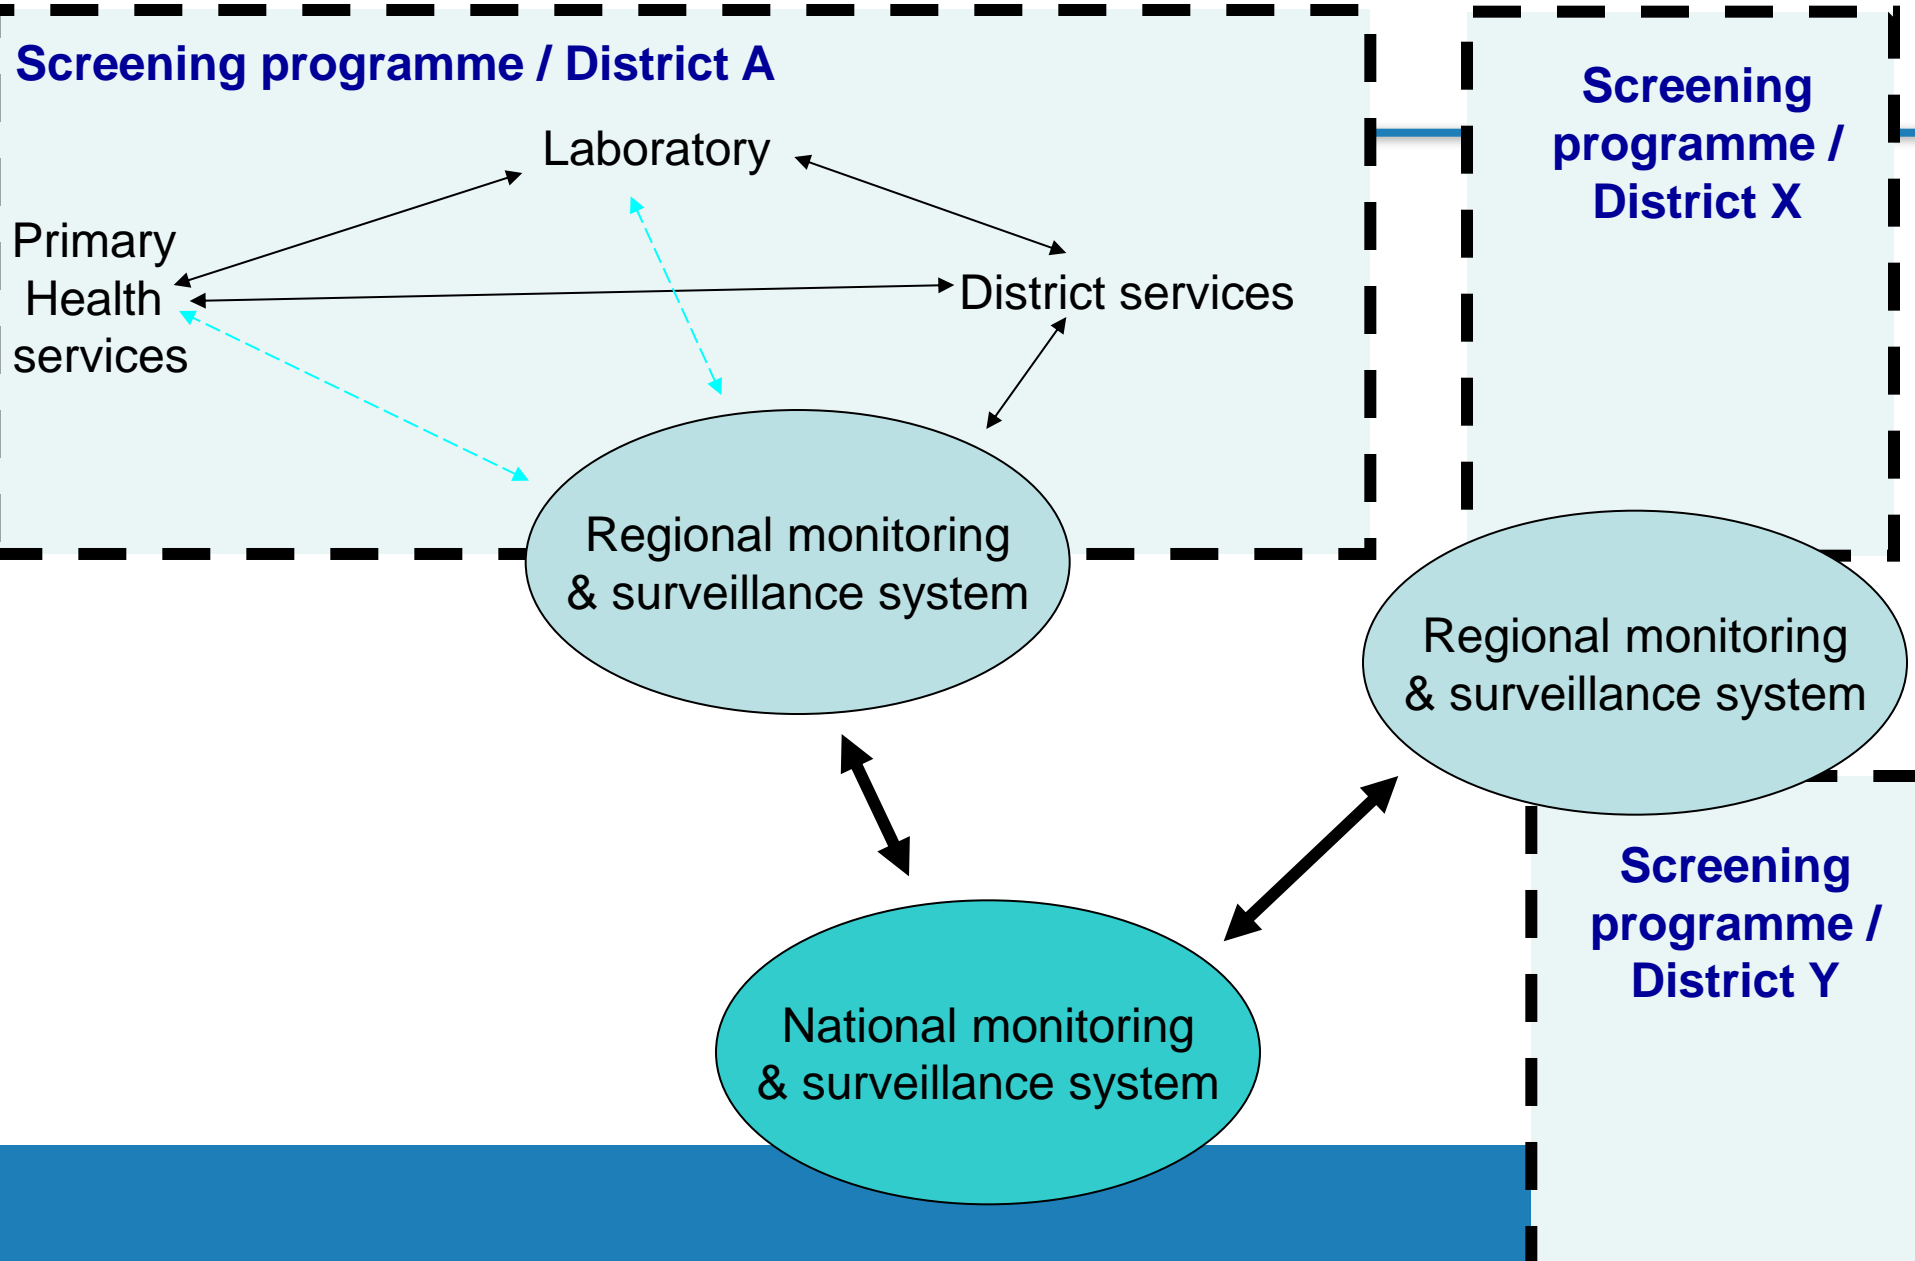 Screening programme / District A
Laboratory
Primary
Health
services
District services
Regional monitoring
& surveillance system
Screening
programme /
District X
Regional monitoring
& surveillance system
Screening
programme /
District Y
National monitoring
& surveillance system